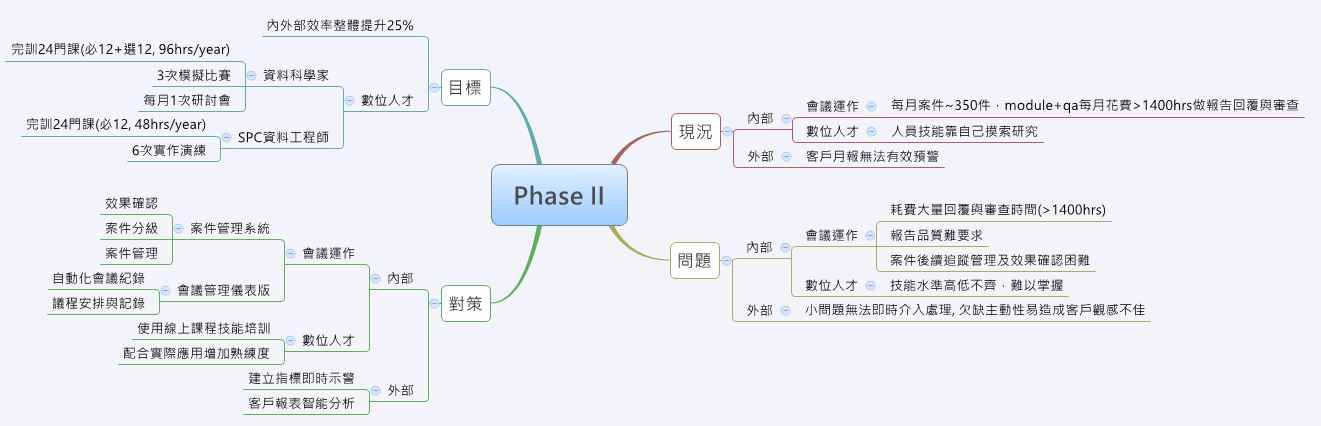 Phase II
現況
內部
會議運作
每月案件~350件，module+qa每月花費>1400hrs做報告回覆與審查
數位人才
人員技能靠自己摸索研究
外部
客戶月報無法有效預警
問題
內部
會議運作
耗費大量回覆與審查時間(>1400hrs)
報告品質難要求
案件後續追蹤管理及效果確認困難
數位人才
技能水準高低不齊，難以掌握
外部
小問題無法即時介入處理, 欠缺主動性易造成客戶觀感不佳
目標
內外部效率整體提升25%
數位人才
資料科學家
完訓24門課(必12+選12, 96hrs/year)
3次模擬比賽
每月1次研討會
SPC資料工程師
完訓24門課(必12, 48hrs/year)
6次實作演練
對策
內部
會議運作
案件管理系統
效果確認
案件分級
案件管理
會議管理儀表版
自動化會議紀錄
議程安排與記錄
數位人才
使用線上課程技能培訓
配合實際應用增加熟練度
外部
建立指標即時示警
客戶報表智能分析